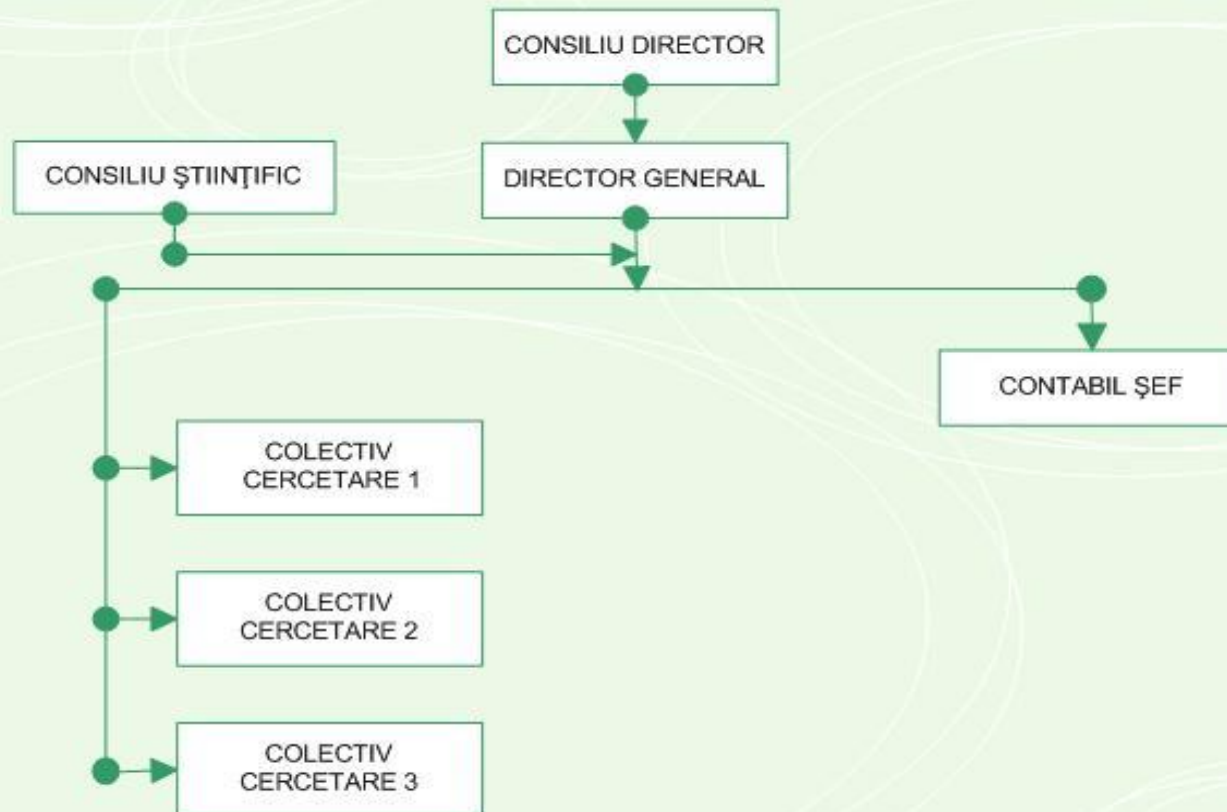 CONSILIU DIRECTOR
CONSILIU ŞTIINŢIFIC
DIRECTOR GENERAL
CONTABIL ŞEF
COLECTIV
CERCETARE 1
COLECTIV
CERCETARE 2
COLECTIV
CERCETARE 3